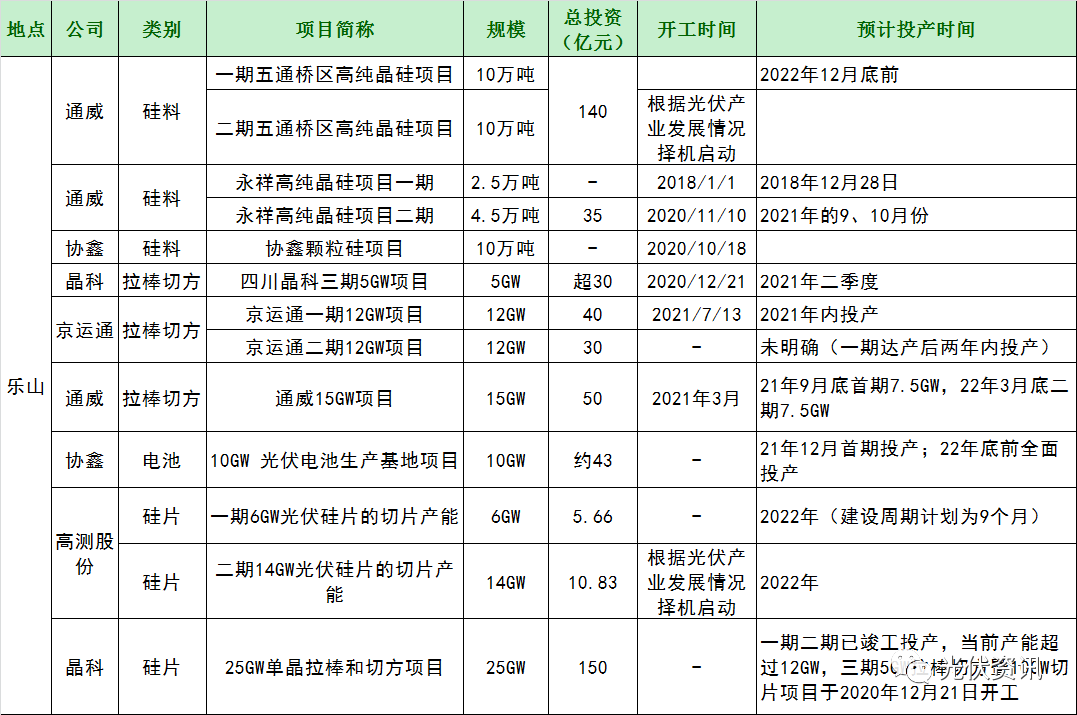 地点 公司 类别 项目简称 规模 总投资（亿元） 开工时间 预计投产时间
乐山
通威 硅料 一期五通桥区高纯晶硅项目 10万吨 140 2022年12月底前
二期五通桥区高纯晶硅项目 10万吨 根据光伏产业发展情况择机启动
通威 硅料 永祥高纯晶硅项目一期 2.5万吨 - 2018/1/1 2018年12月28日
永祥高纯晶硅项目二期 4.5万吨 35 2020/11/10 2021年的9、10月份
协鑫 硅料 协鑫颗粒硅项目 10万吨 - 2020/10/18
晶科 拉棒切方 四川晶科三期5GW项目 5GW 超30 2020/12/21 2021年二季度
京运通 拉棒切方 京运通一期12GW项目 12GW 40 2021/7/13 2021年内投产
京运通二期12GW项目 12GW 30 - 未明确（一期达产后两年内投产）
通威 拉棒切方 通威15GW项目 15GW 50 2021年3月 21年9月底首期7.5GW，22年3月底二期7.5GW
协鑫 电池 10GW 光伏电池生产基地项目 10GW 约43 - 21年12月首期投产；22年底前全面投产
高测股份 硅片 一期6GW光伏硅片的切片产能 6GW 5.66 - 2022年（建设周期计划为9个月）
硅片 二期14GW光伏硅片的切片产能 14GW 10.83 根据光伏产业发展情况择机启动 2022年
晶科 硅片 25GW单晶拉棒和切方项目 25GW 150 - 一期二期已竣工投产，当前产能超
过12GW，三期5G 拉棒 W切
片项目于2020年12月21日开工
光伏资讯